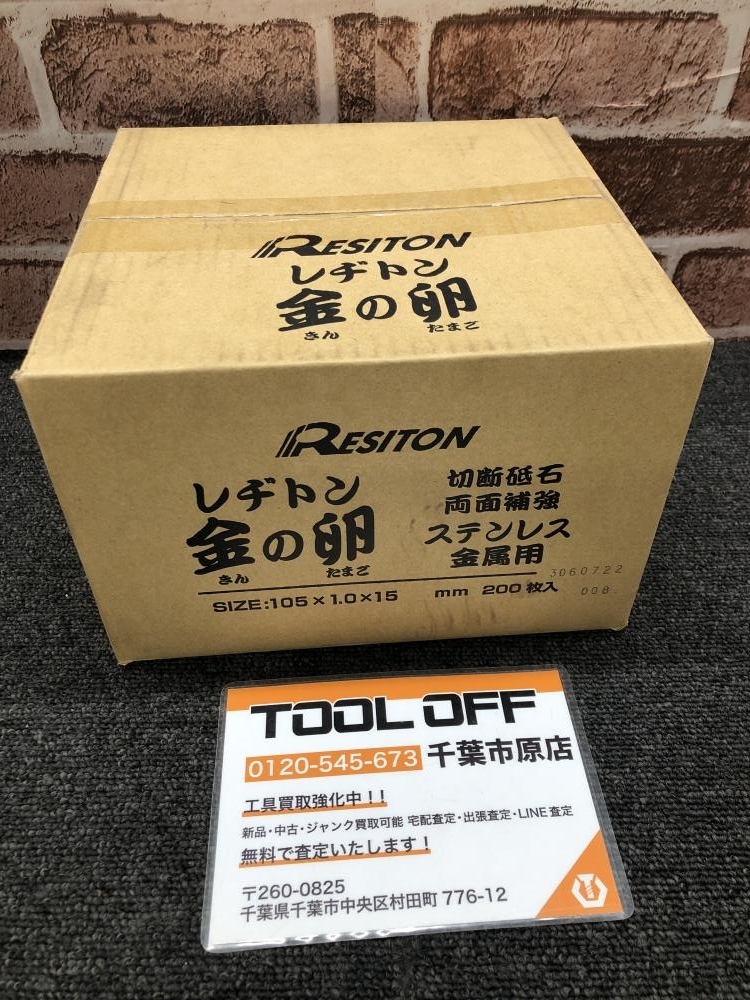 RESITON
レヂトン
金の卵
きん たまご
RESITON
レヂトン
金の卵
きん たまご
切断砥石
両面補強
ステンレス
金属用
3060722
008
SIZE:105×1.0×15 mm 200枚入
TOOL OFF
0120-545-673 千葉市原店
工具買取強化中!!
新品・中古・ジャンク買取可能 宅配査定・出張査定・LINE査定
無料で査定いたします!
〒260-0825
千葉県千葉市中央区村田町 776-12